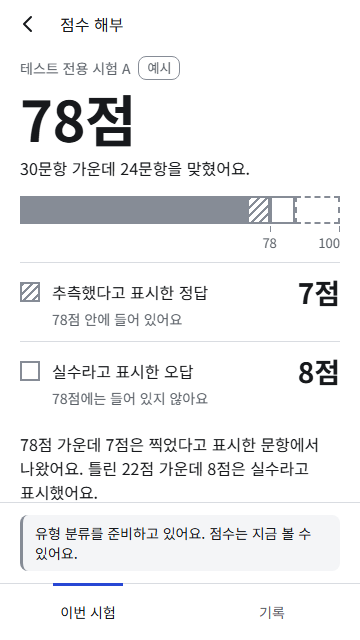 점수 해부
테스트 전용 시험 A 예시
78점
30문항 가운데 24문항을 맞혔어요.
78 100
추측했다고 표시한 정답 7점
78점 안에 들어 있어요
실수라고 표시한 오답 8점
78점에는 들어 있지 않아요
78점 가운데 7점은 찍었다고 표시한 문항에서
나왔어요. 틀린 22점 가운데 8점은 실수라고
표시했어요.
유형 분류를 준비하고 있어요. 점수는 지금 볼 수
있어요.
이번 시험 기록